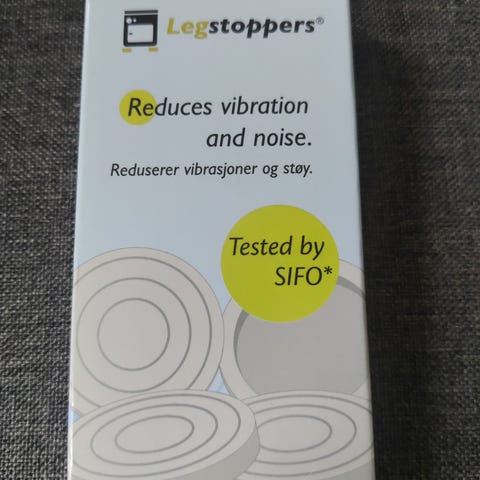 Legstoppers®
Reduces vibration
and noise.
Reduserer vibrasjoner og støy.
Tested by
SIFO*